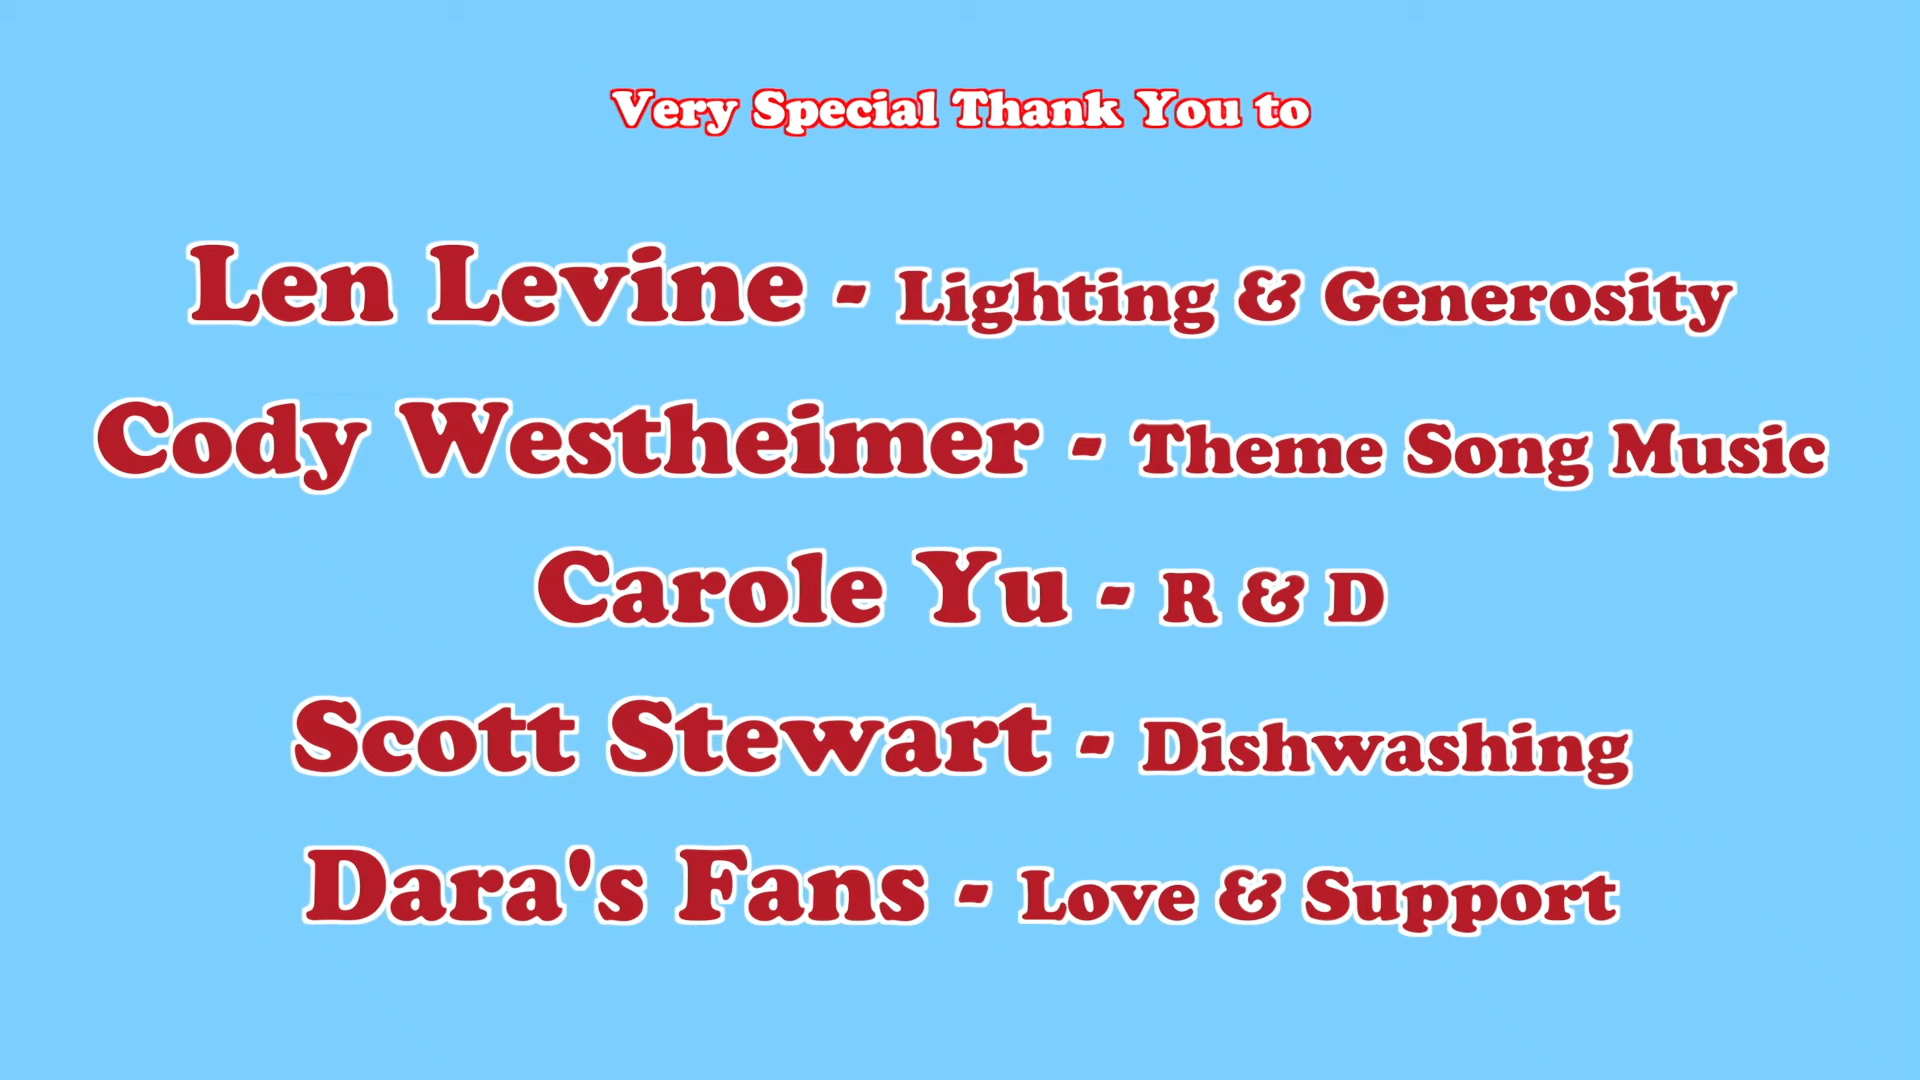 Very Special Thank You to
Len Levine - Lighting & Generosity
Cody Westheimer - Theme Song Music
Carole Yu - R & D
Scott Stewart - Dishwashing
Dara's Fans - Love & Support